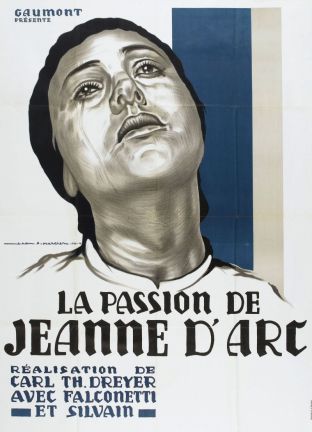 GAUMONT
PRÉSENTE
LA PASSION DE
JEANNE D'ARC
RÉALISATION DE
CARL TH. DREYER
AVEC FALCONETTI
ET SILVAIN